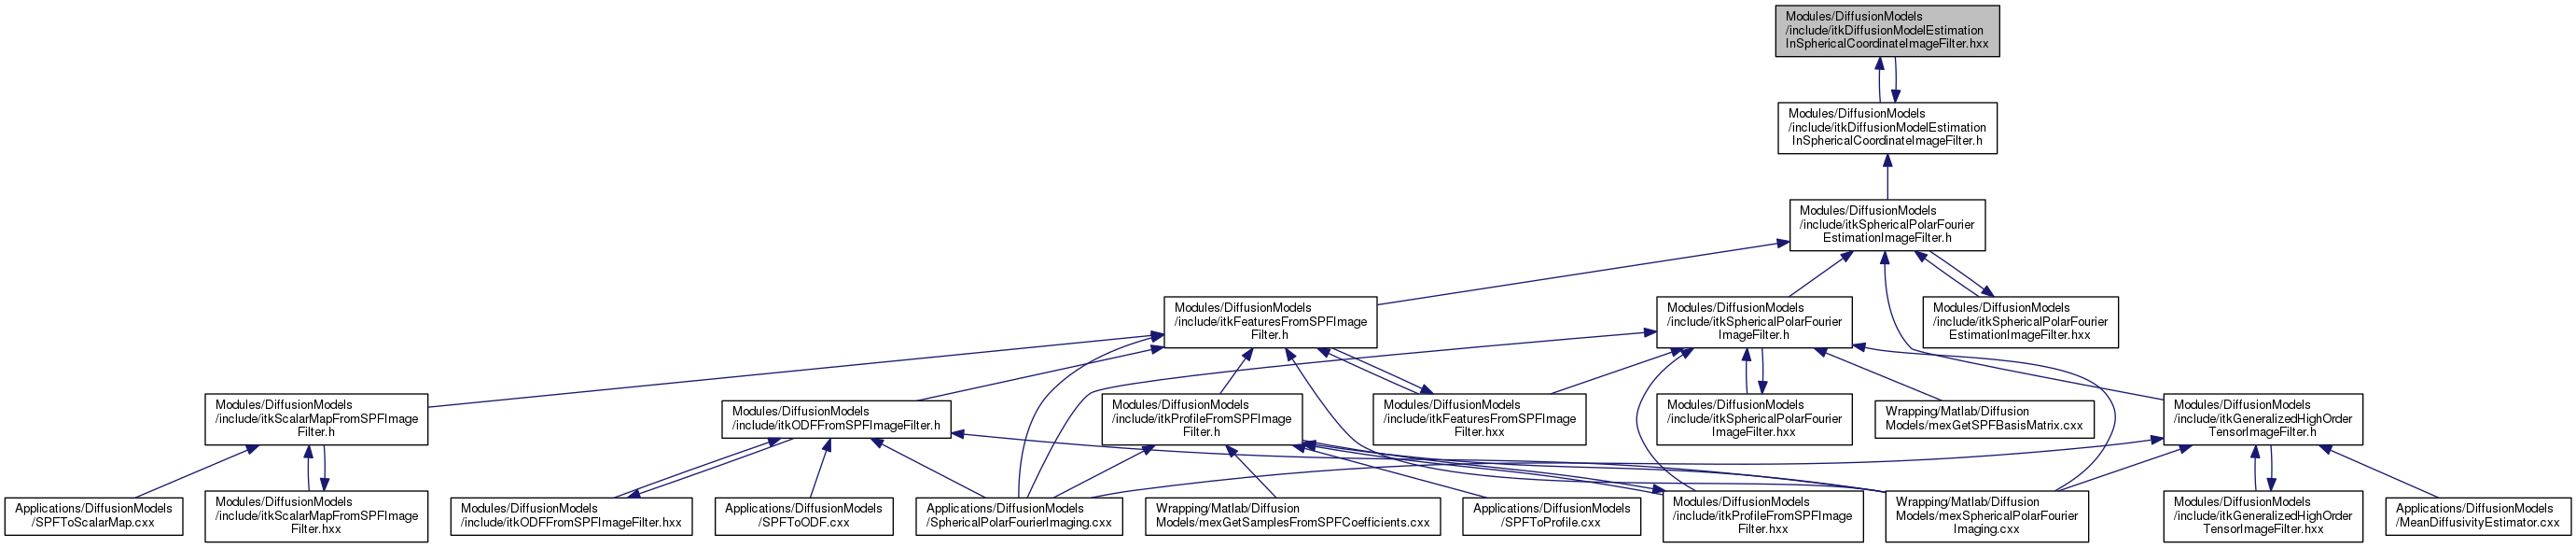 Modules/DiffusionModels
/include/itkDiffusionModelEstimation
InSphericalCoordinateImageFilter.hxx
Modules/DiffusionModels
/include/itkDiffusionModelEstimation
InSphericalCoordinateImageFilter.h
Modules/DiffusionModels
/include/itkSphericalPolarFourier
EstimationImageFilter.h
Modules/DiffusionModels
/include/itkFeaturesFromSPFImage
Filter.h
Modules/DiffusionModels
/include/itkSphericalPolarFourier
ImageFilter.h
Modules/DiffusionModels
/include/itkSphericalPolarFourier
EstimationImageFilter.hxx
Modules/DiffusionModels
/include/itkScalarMapFromSPFImage
Filter.h
Modules/DiffusionModels
/include/itkODFFromSPFImageFilter.h
Modules/DiffusionModels
/include/itkProfileFromSPFImage
Filter.h
Modules/DiffusionModels
/include/itkFeaturesFromSPFImage
Filter.hxx
Modules/DiffusionModels
/include/itkSphericalPolarFourier
ImageFilter.hxx
Wrapping/Matlab/Diffusion
Models/mexGetSPFBasisMatrix.cxx
Modules/DiffusionModels
/include/itkGeneralizedHighOrder
TensorImageFilter.h
Applications/DiffusionModels
/SPFToScalarMap.cxx
Modules/DiffusionModels
/include/itkScalarMapFromSPFImage
Filter.hxx
Modules/DiffusionModels
/include/itkODFFromSPFImageFilter.hxx
Applications/DiffusionModels
/SPFToODF.cxx
Applications/DiffusionModels
/SphericalPolarFourierImaging.cxx
Wrapping/Matlab/Diffusion
Models/mexGetSamplesFromSPFCoefficients.cxx
Applications/DiffusionModels
/SPFToProfile.cxx
Modules/DiffusionModels
/include/itkProfileFromSPFImage
Filter.hxx
Wrapping/Matlab/Diffusion
Models/mexSphericalPolarFourier
Imaging.cxx
Modules/DiffusionModels
/include/itkGeneralizedHighOrder
TensorImageFilter.hxx
Applications/DiffusionModels
/MeanDiffusivityEstimator.cxx